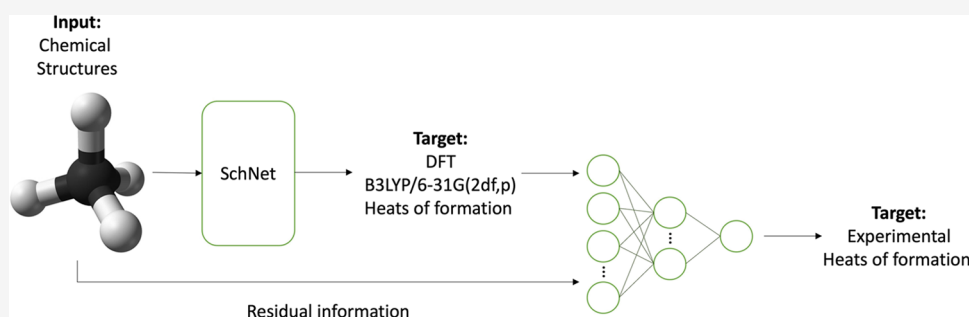 Input:
Chemical
Structures
SchNet
Target:
DFT
B3LYP/6-31G(2df,p)
Heats of formation
Target:
Experimental
Heats of formation
Residual information